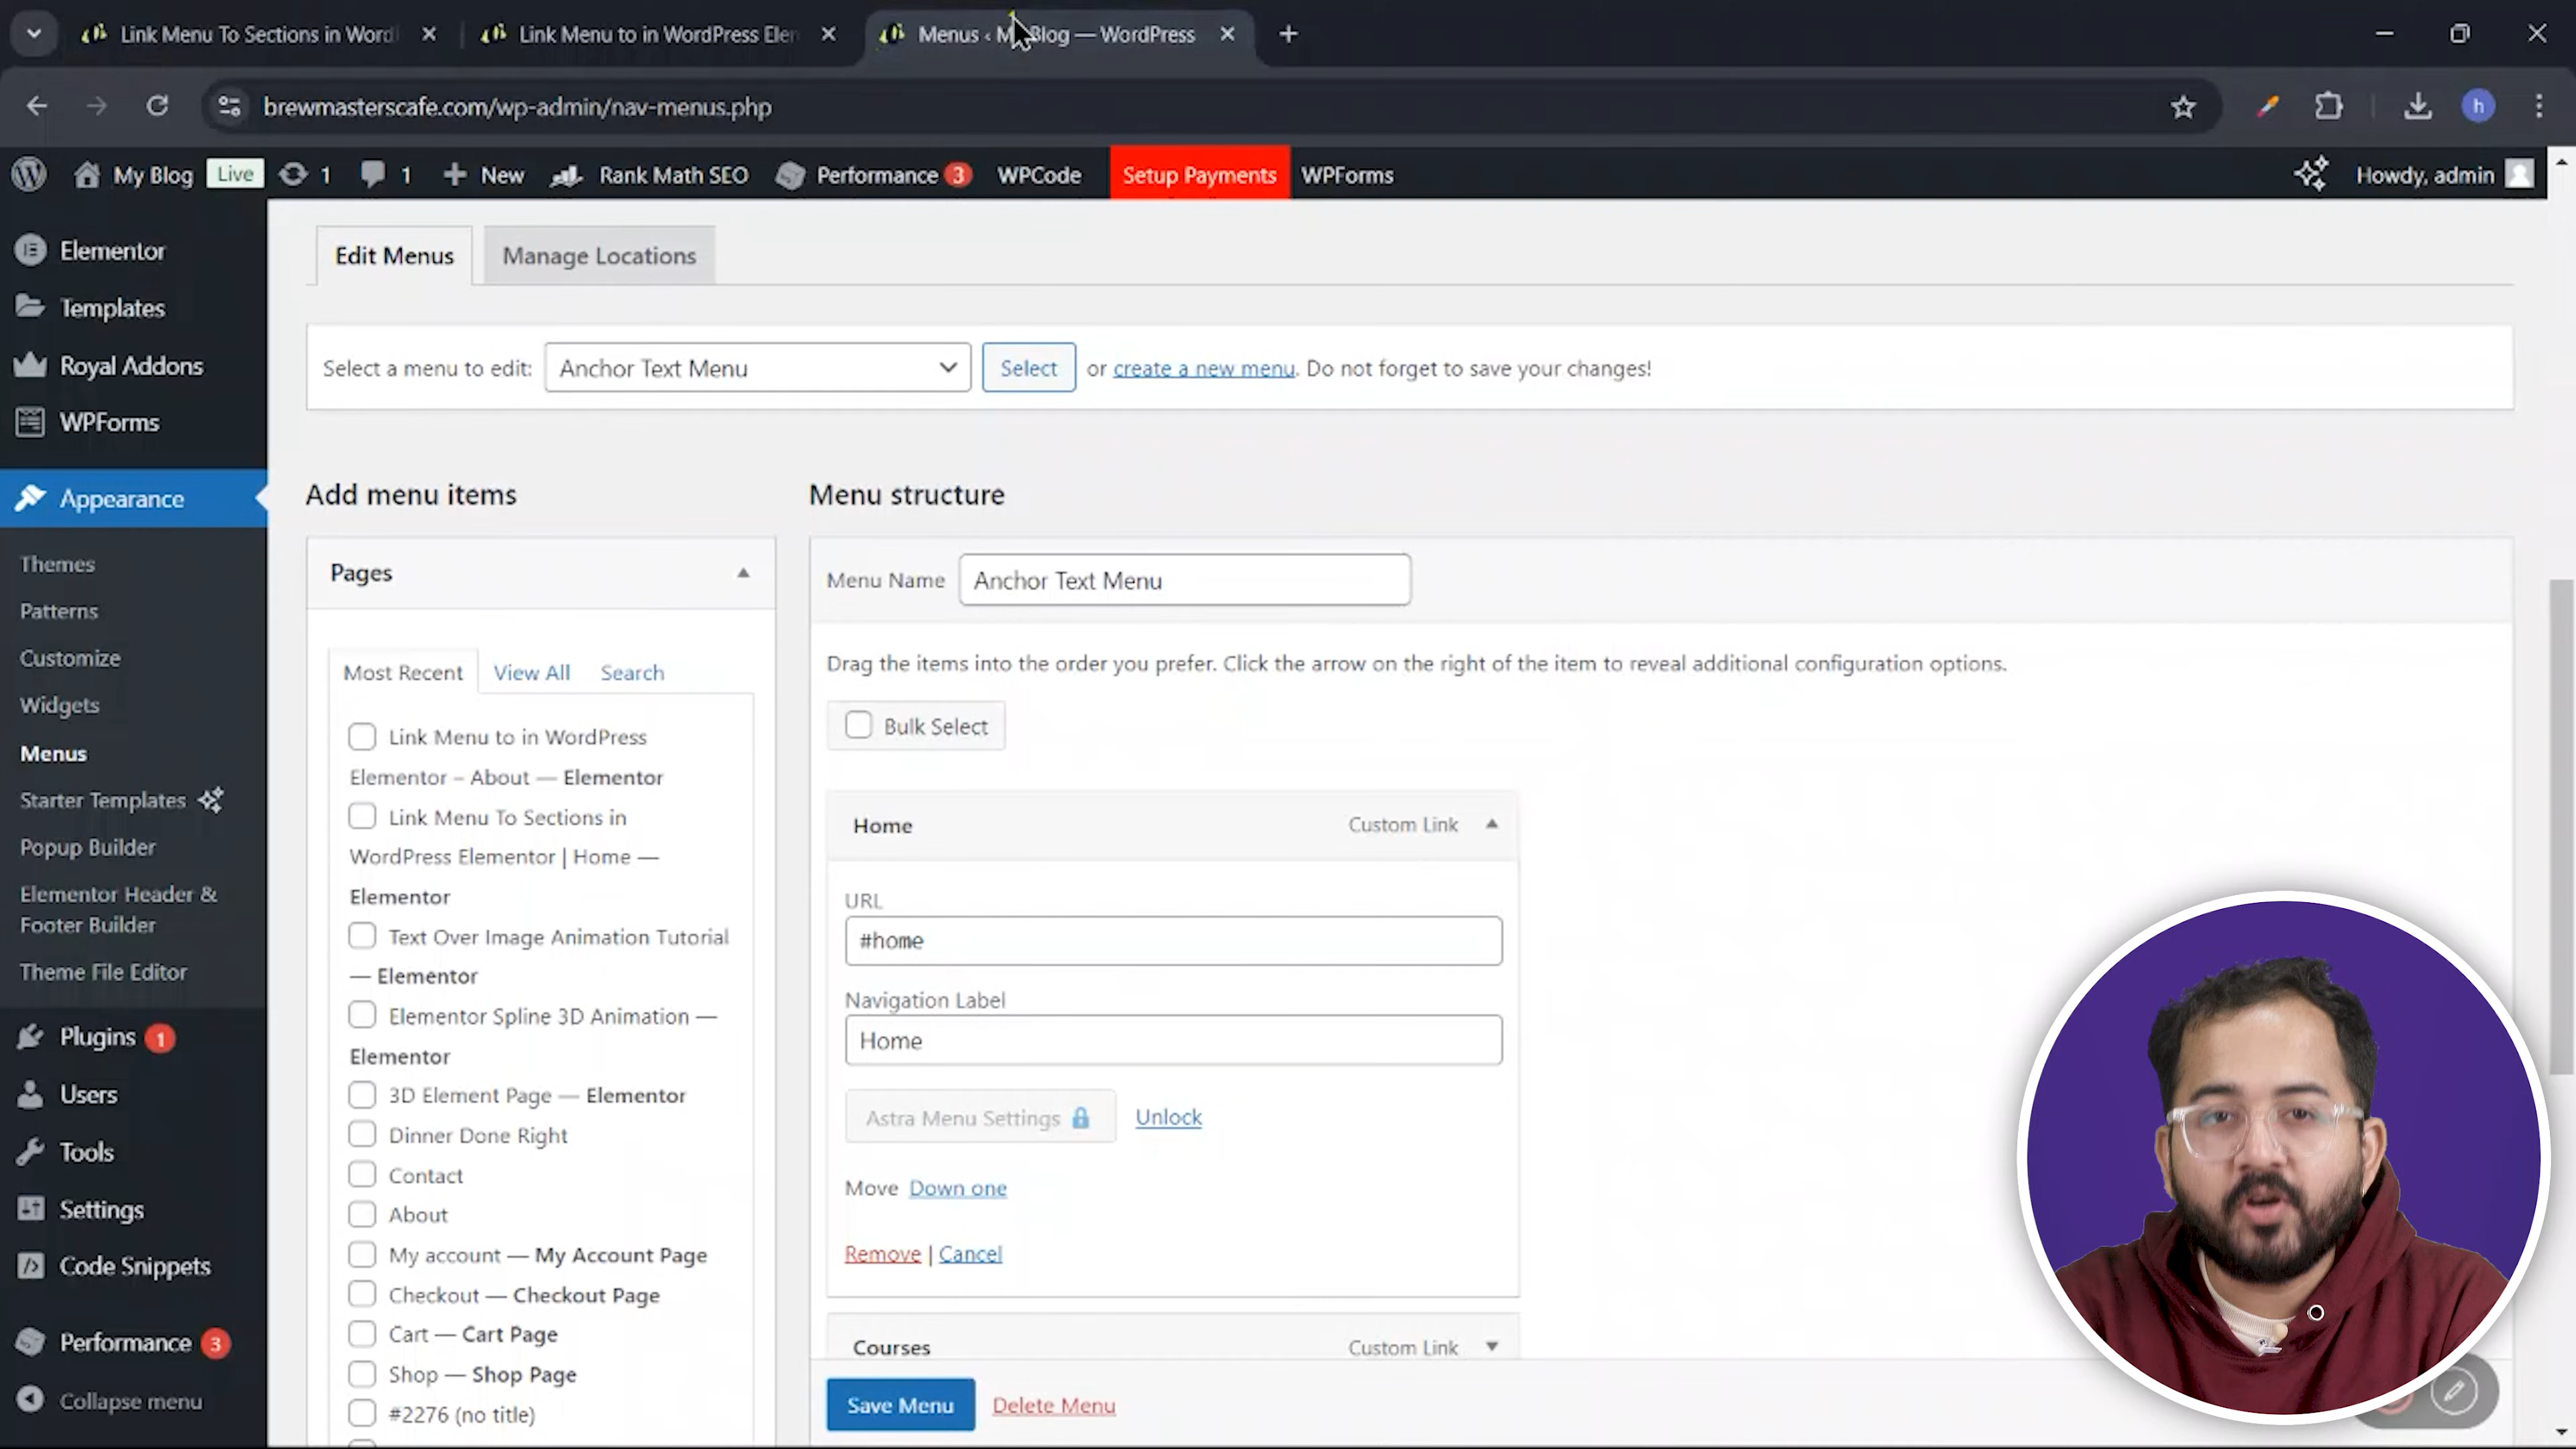 Link Menu To Sections in Word
Link Menu to in WordPress Elen
Menus ‹ My Blog — WordPress
brewmasterscafe.com/wp-admin/nav-menus.php
h
My Blog Live 1 1 New Rank Math SEO Performance 3 WPCode Setup Payments WPForms Howdy, admin
Elementor
Templates
Royal Addons
WPForms
Appearance
Themes
Patterns
Customize
Widgets
Menus
Starter Templates
Popup Builder
Elementor Header &
Footer Builder
Theme File Editor
Plugins 1
Users
Tools
Settings
Code Snippets
Performance 3
Collapse menu
Edit Menus Manage Locations
Select a menu to edit: Anchor Text Menu Select or create a new menu. Do not forget to save your changes!
Add menu items
Pages
Most Recent View All Search
Link Menu to in WordPress
Elementor – About — Elementor
Link Menu To Sections in
WordPress Elementor | Home —
Elementor
Text Over Image Animation Tutorial
— Elementor
Elementor Spline 3D Animation —
Elementor
3D Element Page — Elementor
Dinner Done Right
Contact
About
My account — My Account Page
Checkout — Checkout Page
Cart — Cart Page
Shop — Shop Page
#2276 (no title)
Menu structure
Menu Name Anchor Text Menu
Drag the items into the order you prefer. Click the arrow on the right of the item to reveal additional configuration options.
Bulk Select
Home Custom Link
URL
#home
Navigation Label
Home
Astra Menu Settings Unlock
Move Down one
Remove | Cancel
Courses Custom Link
Save Menu Delete Menu